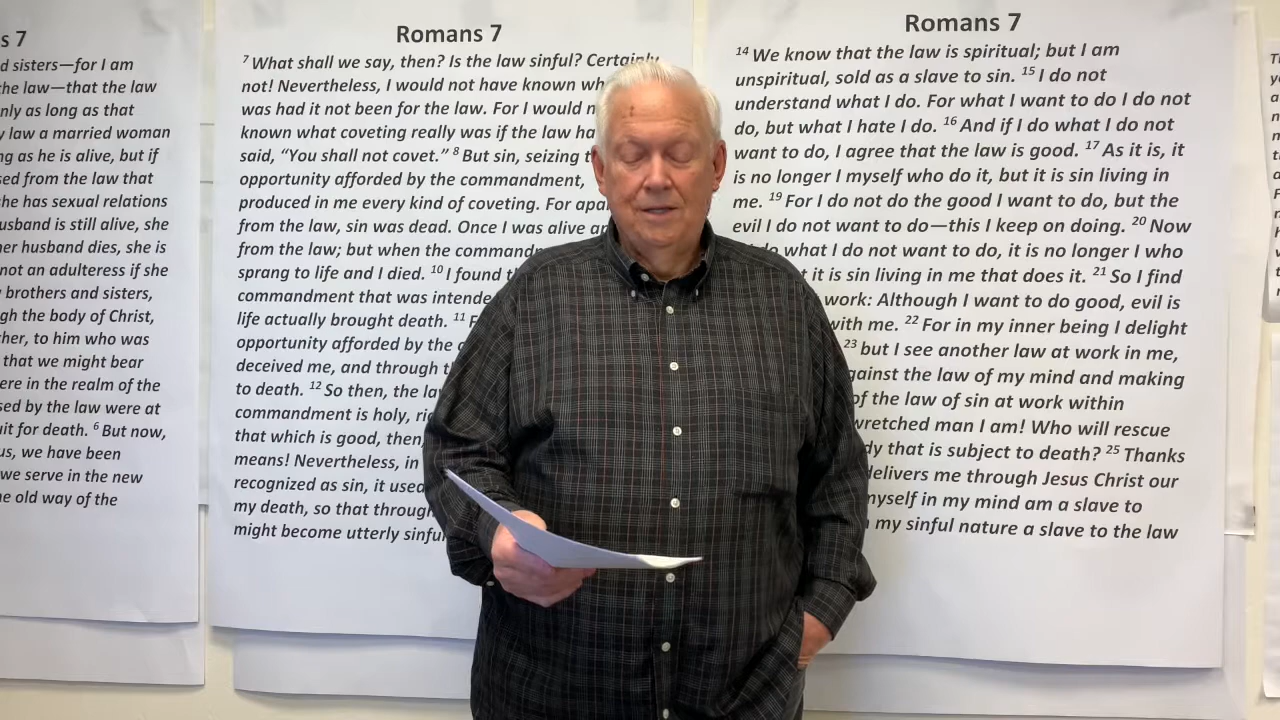 s 7
d sisters—for I am
the law—that the law
nly as long as that
y law a married woman
ng as he is alive, but if
sed from the law that
she has sexual relations
usband is still alive, she
er husband dies, she is
not an adulteress if she
y brothers and sisters,
gh the body of Christ,
her, to him who was
that we might bear
ere in the realm of the
sed by the law were at
uit for death. 6 But now,
us, we have been
we serve in the new
he old way of the
Romans 7
7 What shall we say, then? Is the law sinful? Certainly
not! Nevertheless, I would not have known wh
was had it not been for the law. For I would n
known what coveting really was if the law ha
said, “You shall not covet.” 8 But sin, seizing t
opportunity afforded by the commandment,
produced in me every kind of coveting. For apa
from the law, sin was dead. Once I was alive ap
from the law; but when the command
sprang to life and I died. 10 I found th
commandment that was intende
life actually brought death. 11 F
opportunity afforded by the c
deceived me, and through t
to death. 12 So then, the law
commandment is holy, rig
that which is good, then,
means! Nevertheless, in
recognized as sin, it used
my death, so that through
might become utterly sinfu
Romans 7
14 We know that the law is spiritual; but I am
unspiritual, sold as a slave to sin. 15 I do not
understand what I do. For what I want to do I do not
do, but what I hate I do. 16 And if I do what I do not
want to do, I agree that the law is good. 17 As it is, it
is no longer I myself who do it, but it is sin living in
me. 19 For I do not do the good I want to do, but the
evil I do not want to do—this I keep on doing. 20 Now
do what I do not want to do, it is no longer I who
t it is sin living in me that does it. 21 So I find
work: Although I want to do good, evil is
with me. 22 For in my inner being I delight
23 but I see another law at work in me,
gainst the law of my mind and making
of the law of sin at work within
wretched man I am! Who will rescue
dy that is subject to death? 25 Thanks
delivers me through Jesus Christ our
myself in my mind am a slave to
my sinful nature a slave to the law